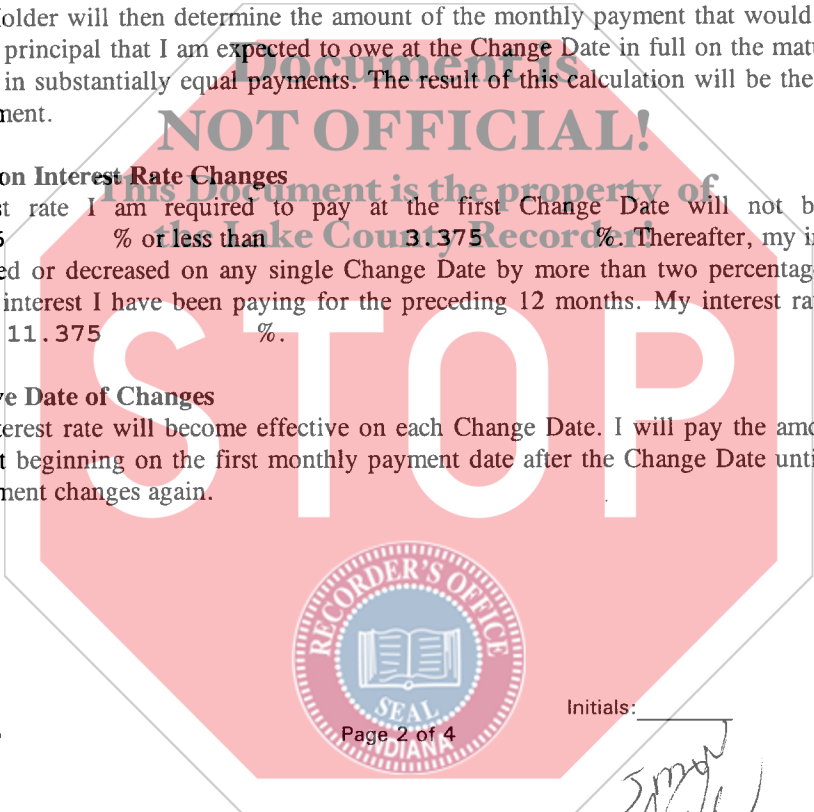 older will then determine the amount of the monthly payment that would
principal that I am expected to owe at the Change Date in full on the mat
Document is
in substantially equal payments. The result of this calculation will be the
ment.
NOT OFFICIAL!
on Interest Rate Changes
This Document is the property of
st rate I am required to pay at the first Change Date will not b
% or less than 3.375 %. Thereafter, my i
the Lake County Recorder!
ed or decreased on any single Change Date by more than two percentag
interest I have been paying for the preceding 12 months. My interest ra
11.375 %.
STOP
e Date of Changes
terest rate will become effective on each Change Date. I will pay the amo
t beginning on the first monthly payment date after the Change Date unti
ment changes again.
RECORDER'S OFFICE
SEAL
INDIANA
Initials:
Page 2 of 4